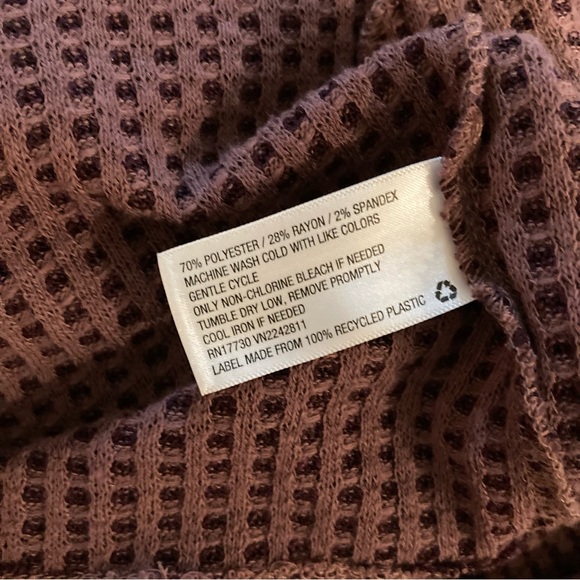 70% POLYESTER / 28% RAYON / 2% SPANDEX
MACHINE WASH COLD WITH LIKE COLORS
GENTLE CYCLE
ONLY NON-CHLORINE BLEACH IF NEEDED
TUMBLE DRY LOW, REMOVE PROMPTLY
COOL IRON IF NEEDED
RN17730 VN2242811
LABEL MADE FROM 100% RECYCLED PLASTIC